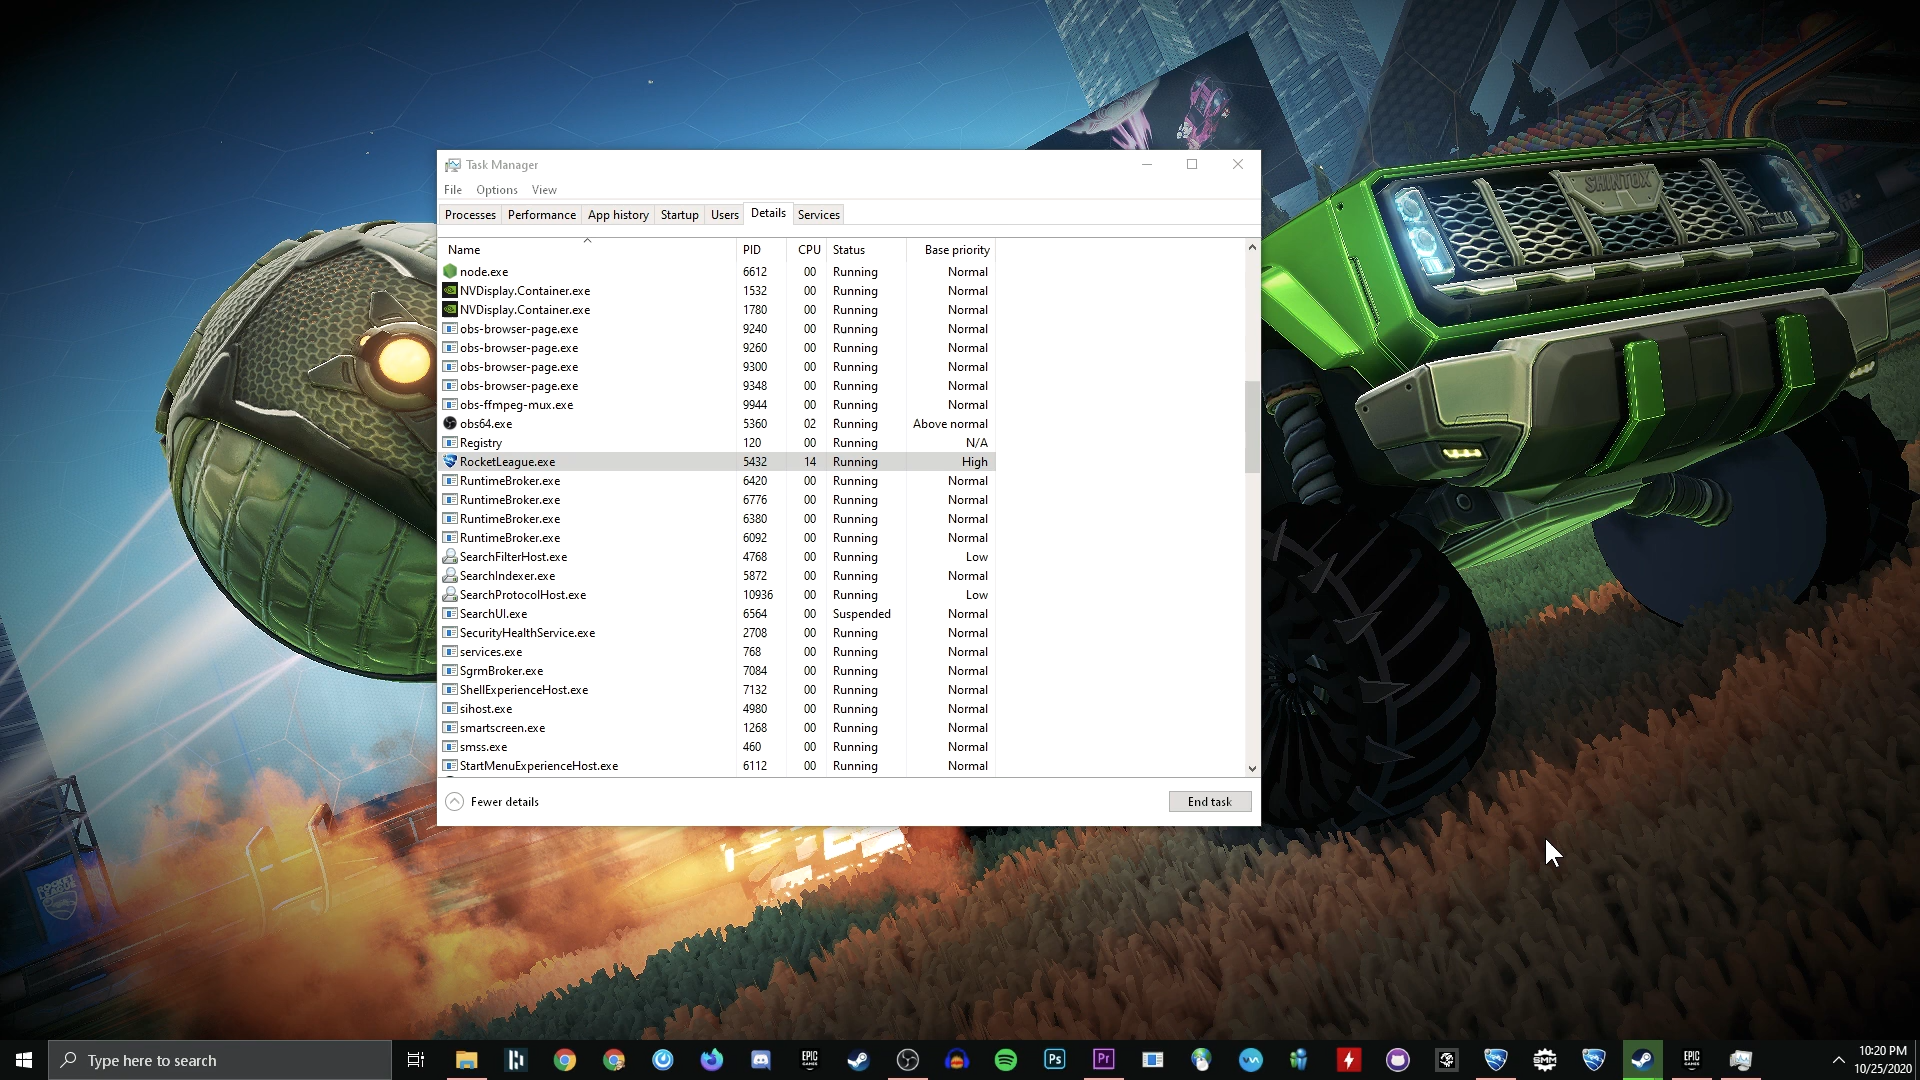 SHINTOX
Task Manager
File Options View
Processes Performance App history Startup Users Details Services
Name PID CPU Status Base priority
node.exe 6612 00 Running Normal
NVDisplay.Container.exe 1532 00 Running Normal
NVDisplay.Container.exe 1780 00 Running Normal
obs-browser-page.exe 9240 00 Running Normal
obs-browser-page.exe 9260 00 Running Normal
obs-browser-page.exe 9300 00 Running Normal
obs-browser-page.exe 9348 00 Running Normal
obs-ffmpeg-mux.exe 9944 00 Running Normal
obs64.exe 5360 02 Running Above normal
Registry 120 00 Running N/A
RocketLeague.exe 5432 14 Running High
RuntimeBroker.exe 6420 00 Running Normal
RuntimeBroker.exe 6776 00 Running Normal
RuntimeBroker.exe 6380 00 Running Normal
RuntimeBroker.exe 6092 00 Running Normal
SearchFilterHost.exe 4768 00 Running Low
SearchIndexer.exe 5872 00 Running Normal
SearchProtocolHost.exe 10936 00 Running Low
SearchUI.exe 6564 00 Suspended Normal
SecurityHealthService.exe 2708 00 Running Normal
services.exe 768 00 Running Normal
SgrmBroker.exe 7084 00 Running Normal
ShellExperienceHost.exe 7132 00 Running Normal
sihost.exe 4980 00 Running Normal
smartscreen.exe 1268 00 Running Normal
smss.exe 460 00 Running Normal
StartMenuExperienceHost.exe 6112 00 Running Normal
Fewer details End task
ROCKET
LEAGUE
Type here to search
EPIC
GAMES
Ps
Pr
SMM
EPIC
GAMES
10:20 PM
10/25/2020